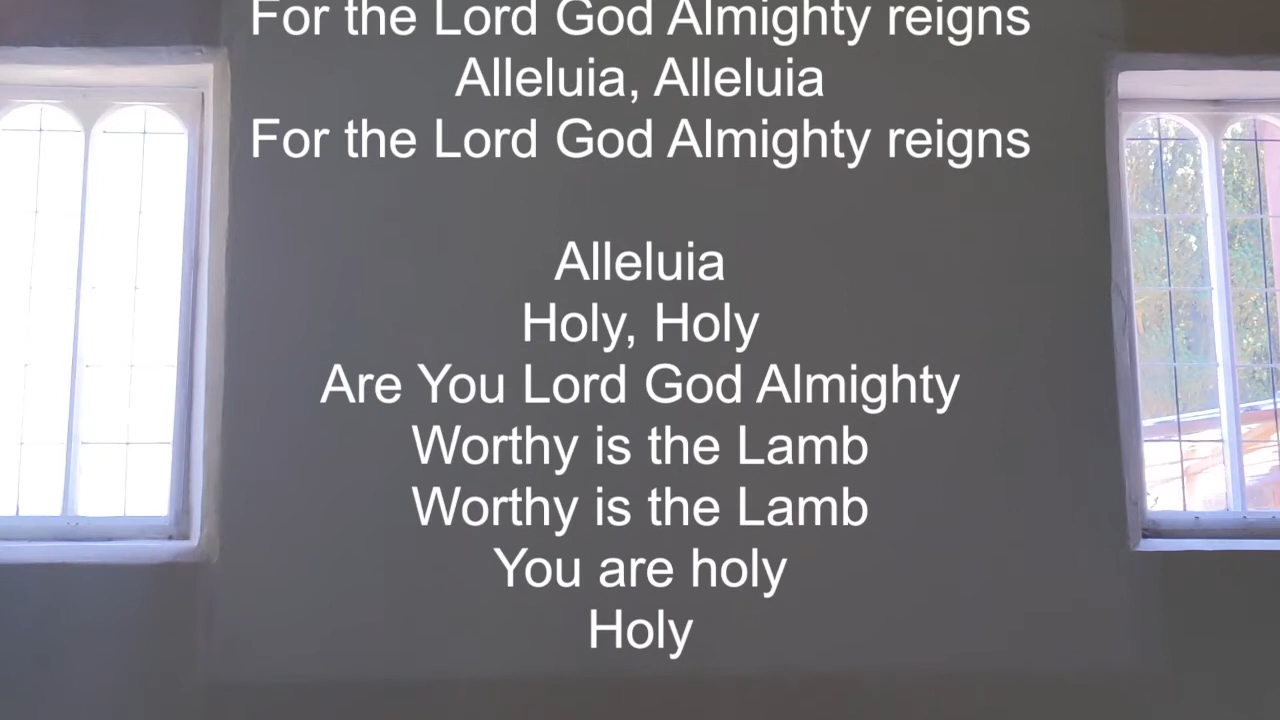 For the Lord God Almighty reigns
Alleluia, Alleluia
For the Lord God Almighty reigns
Alleluia
Holy, Holy
Are You Lord God Almighty
Worthy is the Lamb
Worthy is the Lamb
You are holy
Holy